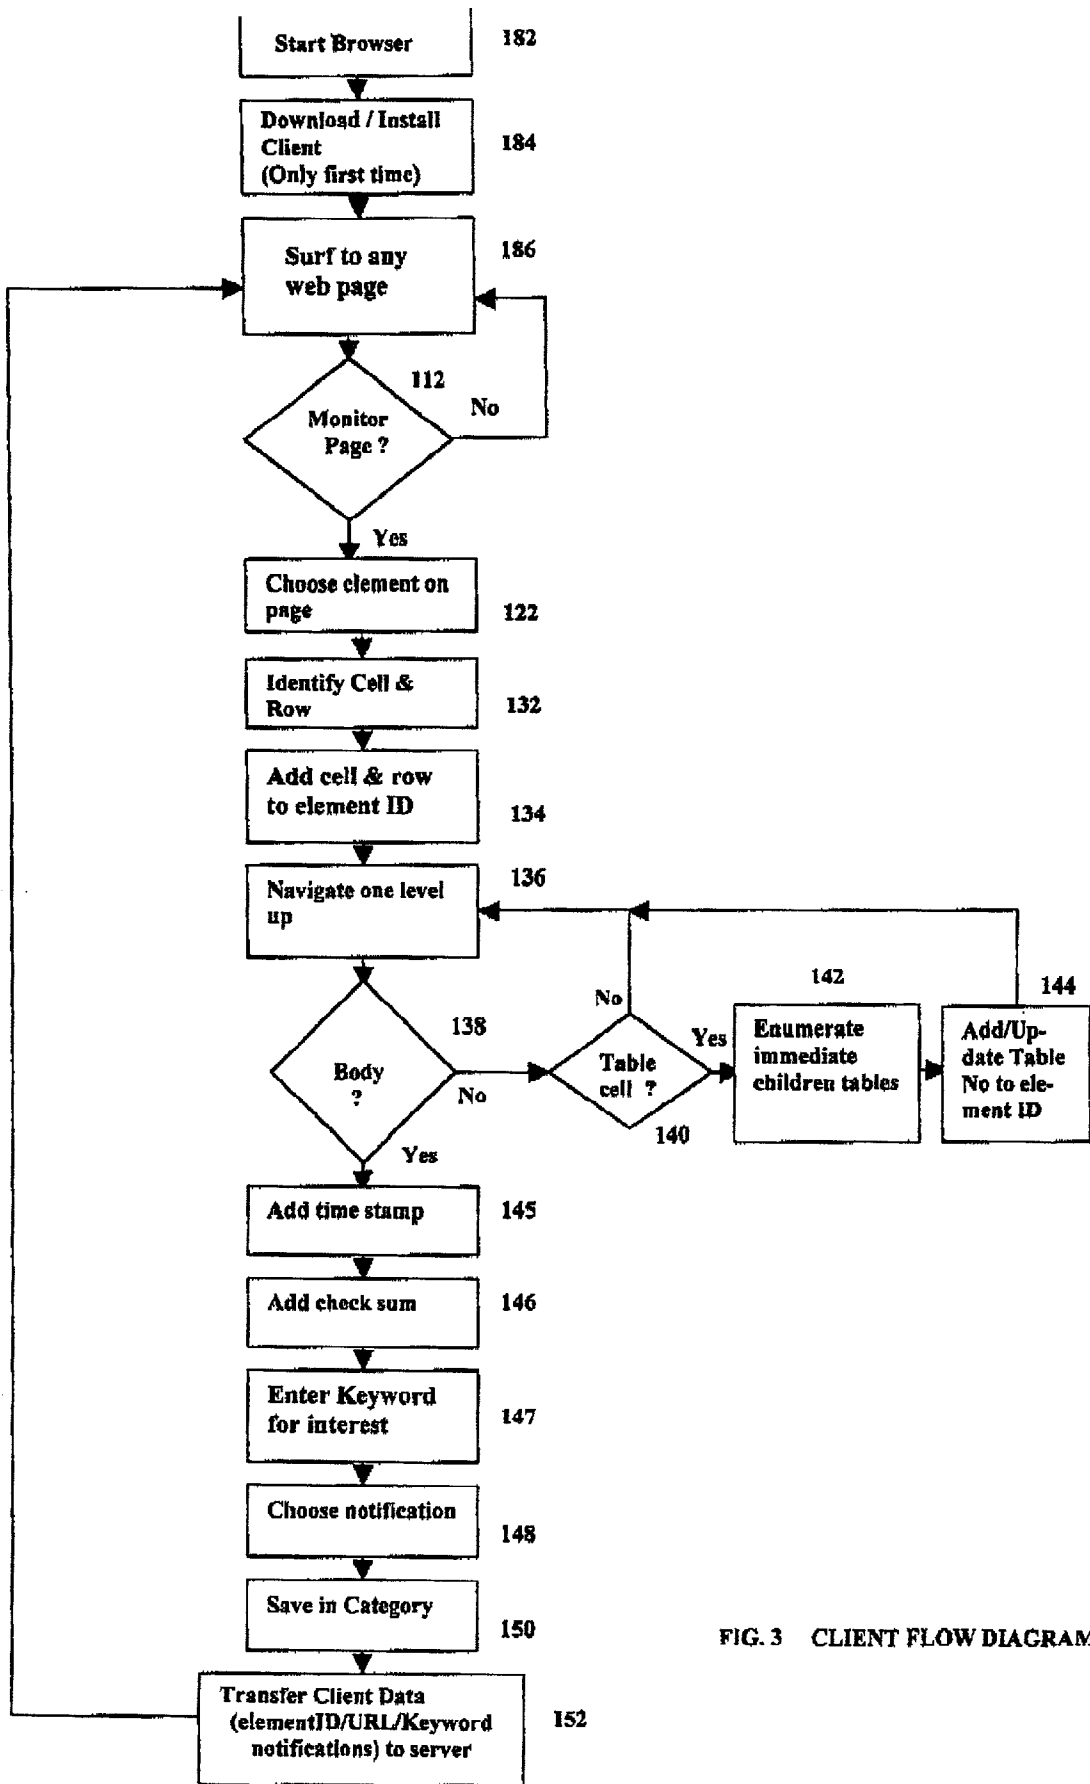 Start Browser
182
Download / Install
Client
(Only first time)
184
Surf to any
web page
186
112
Monitor
Page ?
No
Yes
Choose element on
page
122
Identify Cell &
Row
132
Add cell & row
to element ID
134
Navigate one level
up
136
Body
?
138
No
Yes
Table
cell ?
140
No
Yes
142
Enumerate
immediate
children tables
144
Add/Up-
date Table
No to ele-
ment ID
Add time stamp
145
Add check sum
146
Enter Keyword
for interest
147
Choose notification
148
Save in Category
150
Transfer Client Data
(elementID/URL/Keyword
notifications) to server
152
FIG. 3 CLIENT FLOW DIAGRAM